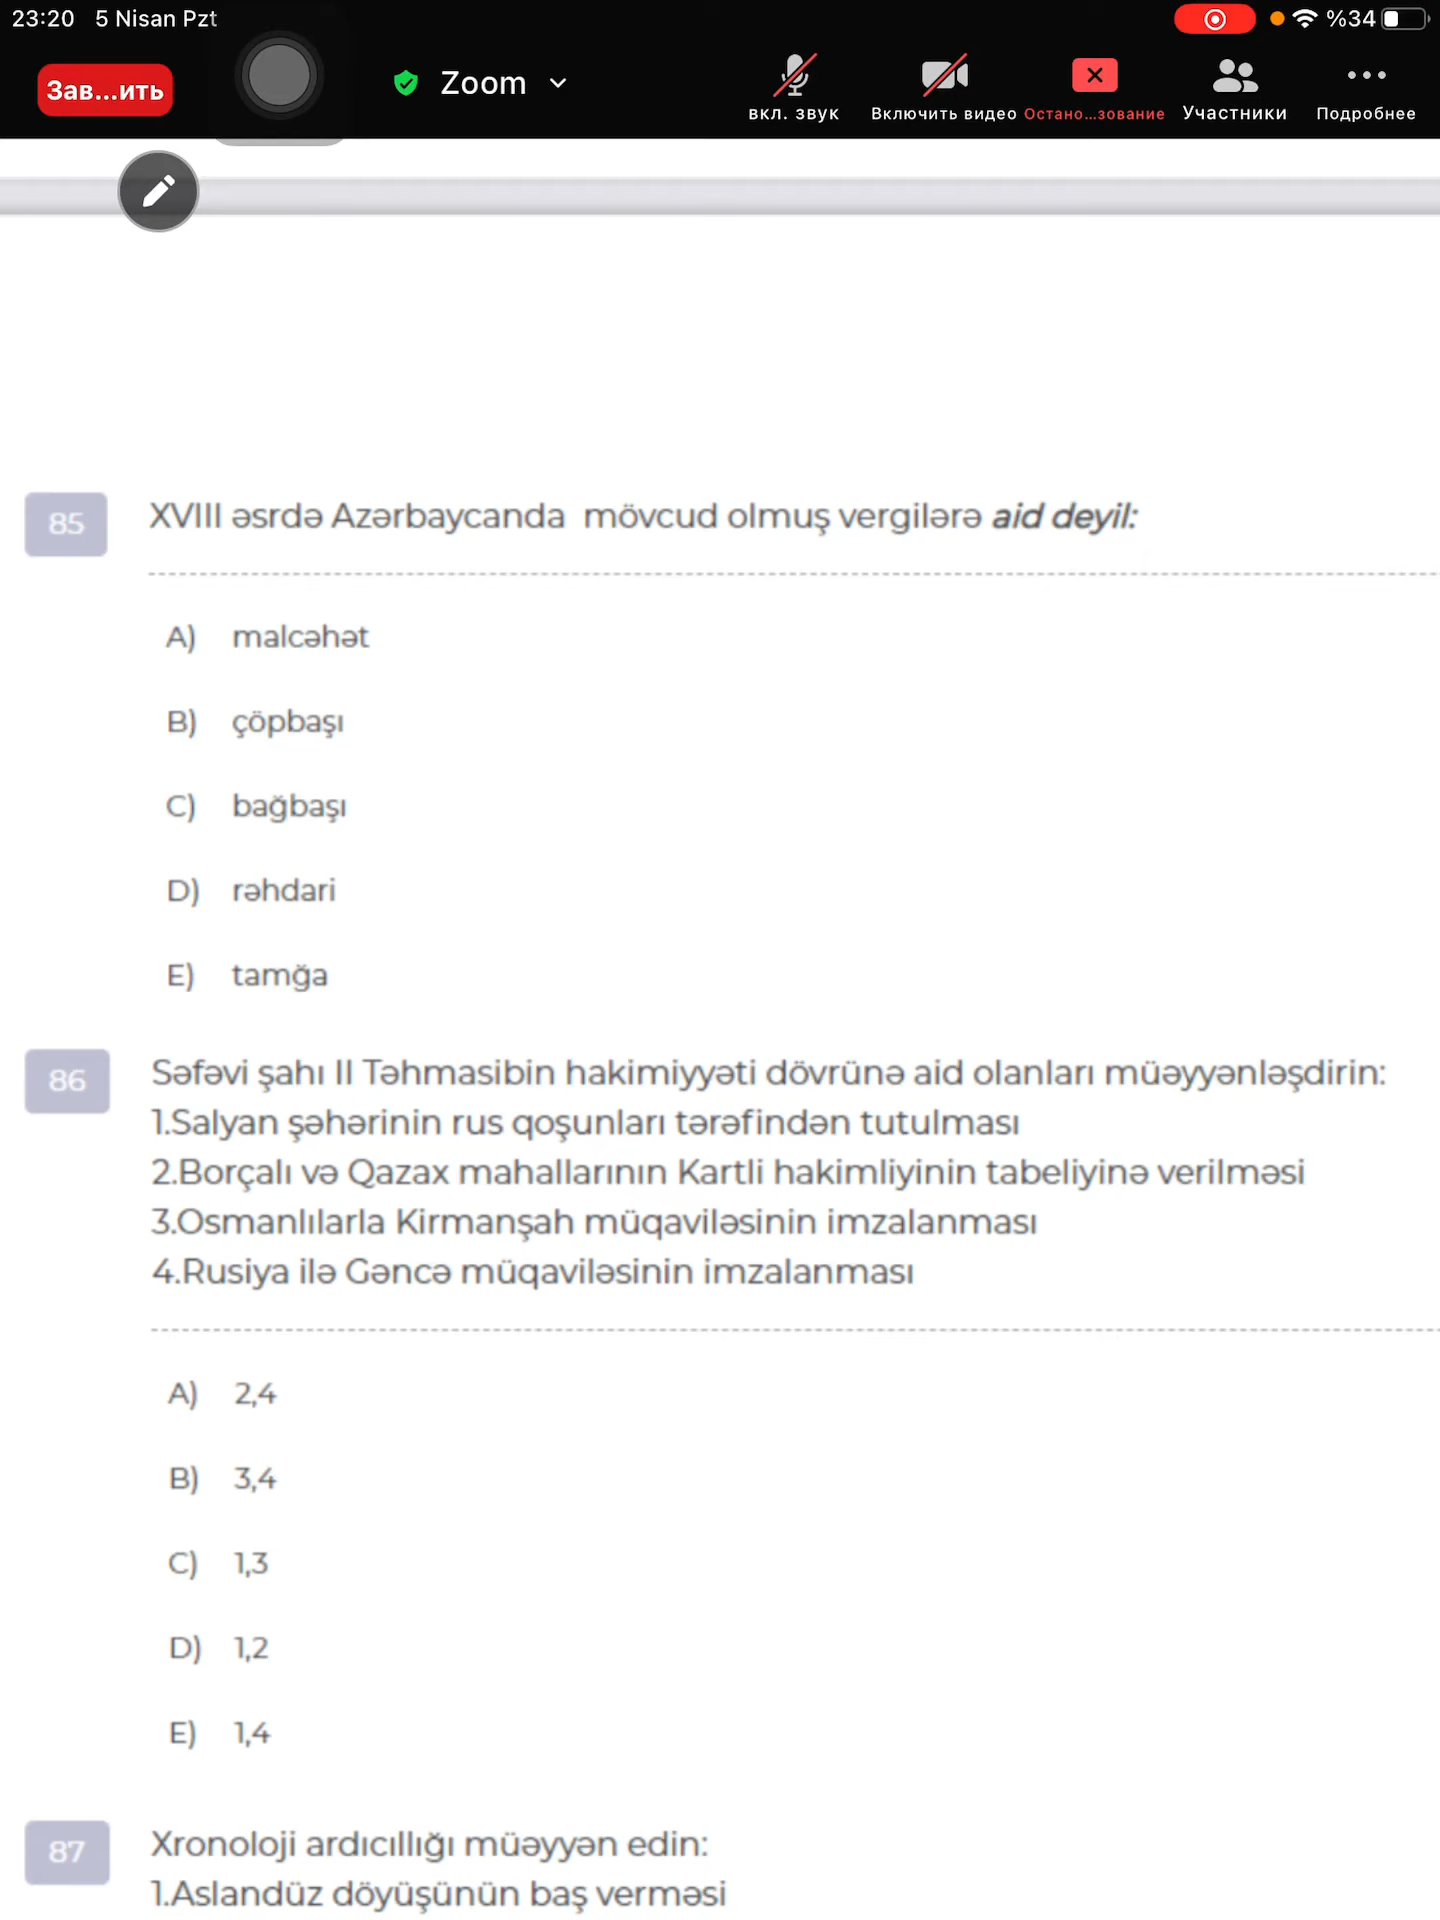 23:20 5 Nisan Pzt
%34
Зав...ить
Zoom
вкл. звук
Включить видео
Остано...зование
Участники
Подробнее
85
XVIII əsrdə Azərbaycanda mövcud olmuş vergilərə aid deyil:
A) malcəhət
B) çöpbaşı
C) bağbaşı
D) rəhdari
E) tamğa
86
Səfəvi şahı II Təhmasibin hakimiyyəti dövrünə aid olanları müəyyənləşdirin:
1.Salyan şəhərinin rus qoşunları tərəfindən tutulması
2.Borçalı və Qazax mahallarının Kartli hakimliyinin tabeliyinə verilməsi
3.Osmanlılarla Kirmanşah müqaviləsinin imzalanması
4.Rusiya ilə Gəncə müqaviləsinin imzalanması
A) 2,4
B) 3,4
C) 1,3
D) 1,2
E) 1,4
87
Xronoloji ardıcıllığı müəyyən edin:
1.Aslandüz döyüşünün baş verməsi